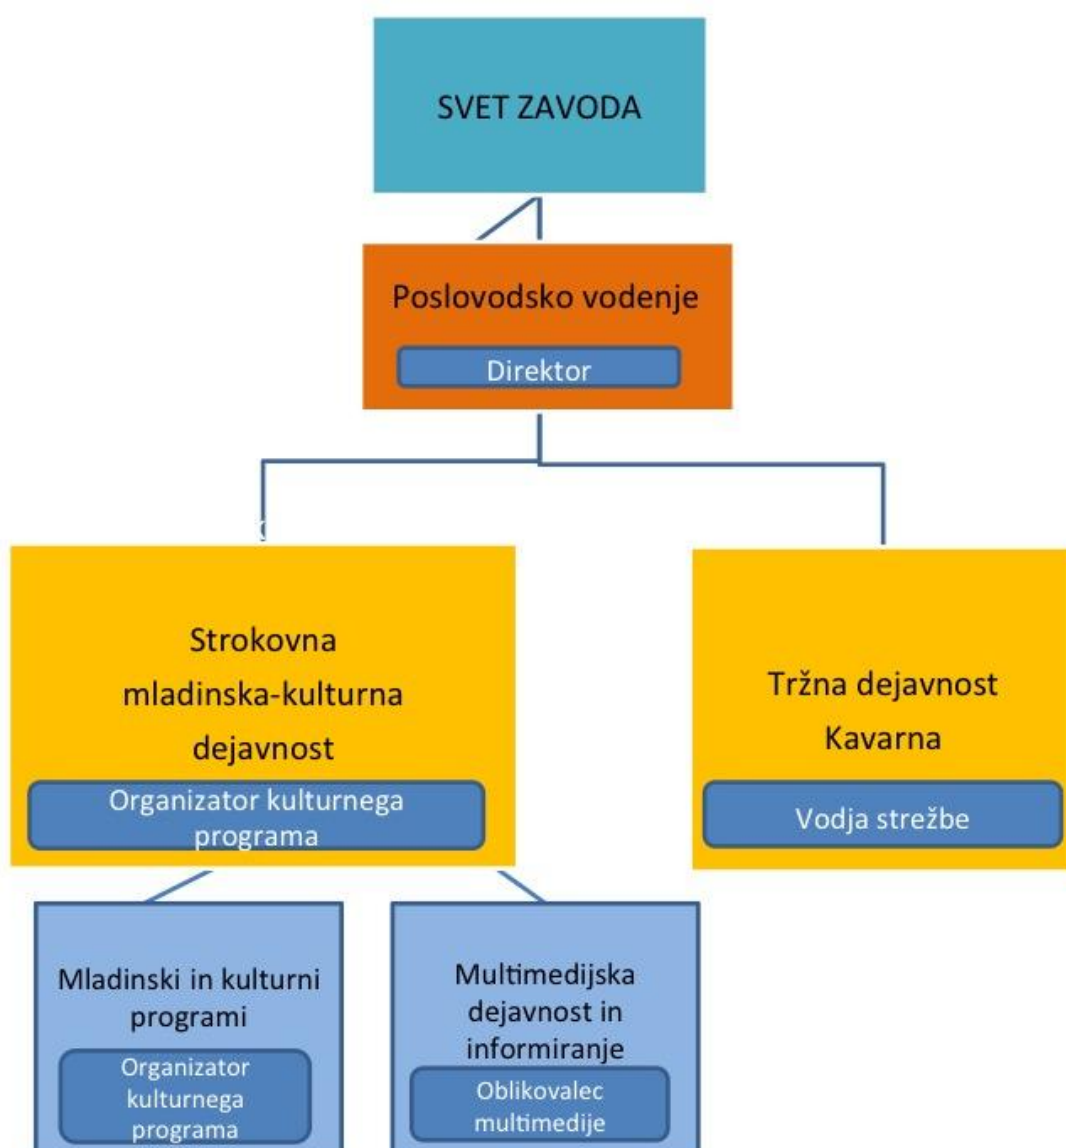 SVET ZAVODA
Poslovodsko vodenje
Direktor
Strokovna
mladinska-kulturna
dejavnost
Organizator kulturnega
programa
Tržna dejavnost
Kavarna
Vodja strežbe
Mladinski in kulturni
programi
Organizator
kulturnega
programa
Multimedijska
dejavnost in
informiranje
Oblikovalec
multimedije